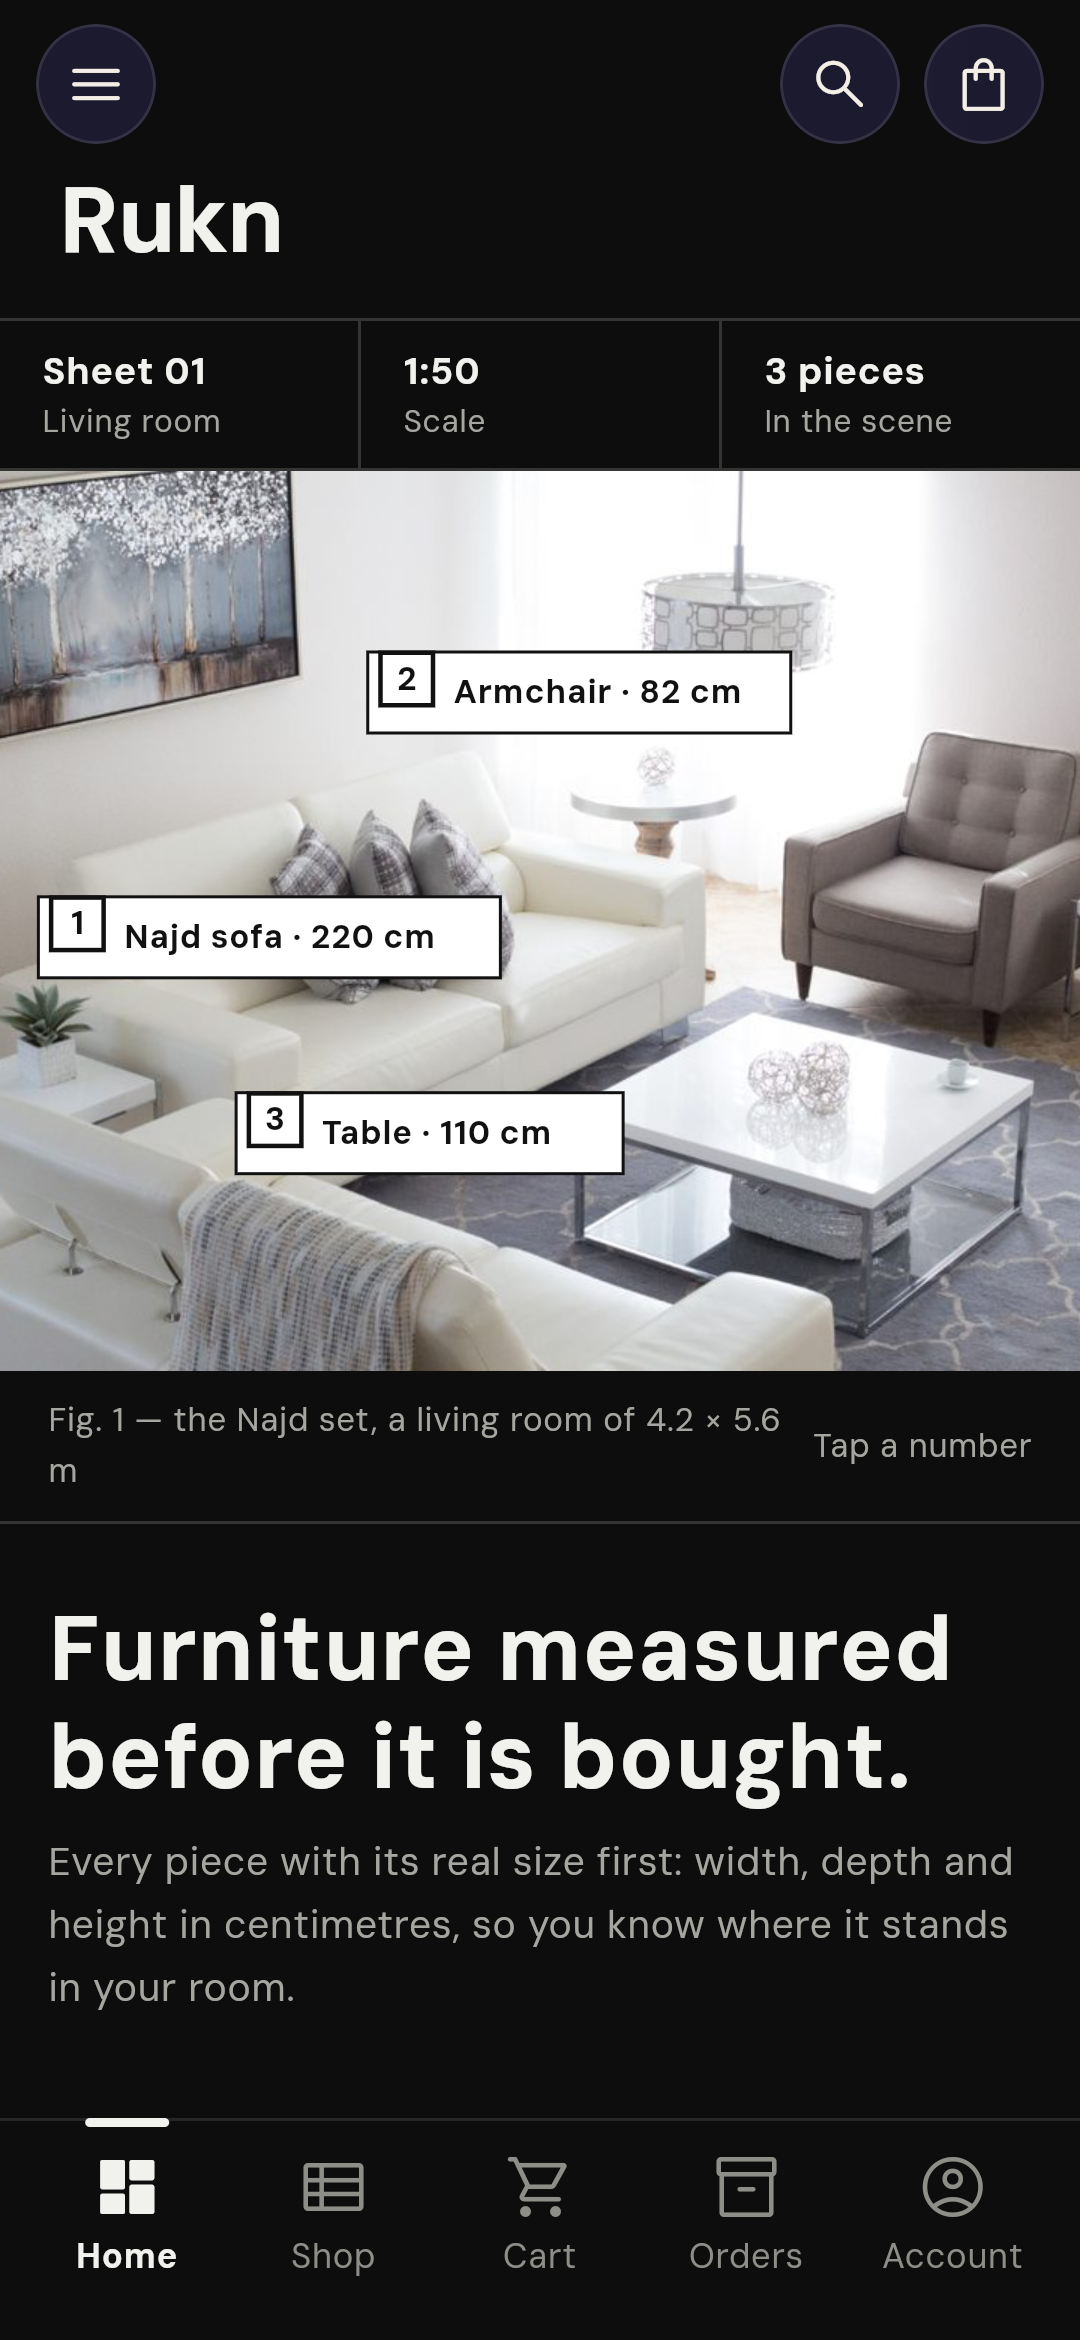 Rukn
Sheet 01
Living room
1:50
Scale
3 pieces
In the scene
2 Armchair · 82 cm
1 Najd sofa · 220 cm
3 Table · 110 cm
Fig. 1 — the Najd set, a living room of 4.2 × 5.6
m
Tap a number
Furniture measured
before it is bought.
Every piece with its real size first: width, depth and
height in centimetres, so you know where it stands
in your room.
Home
Shop
Cart
Orders
Account